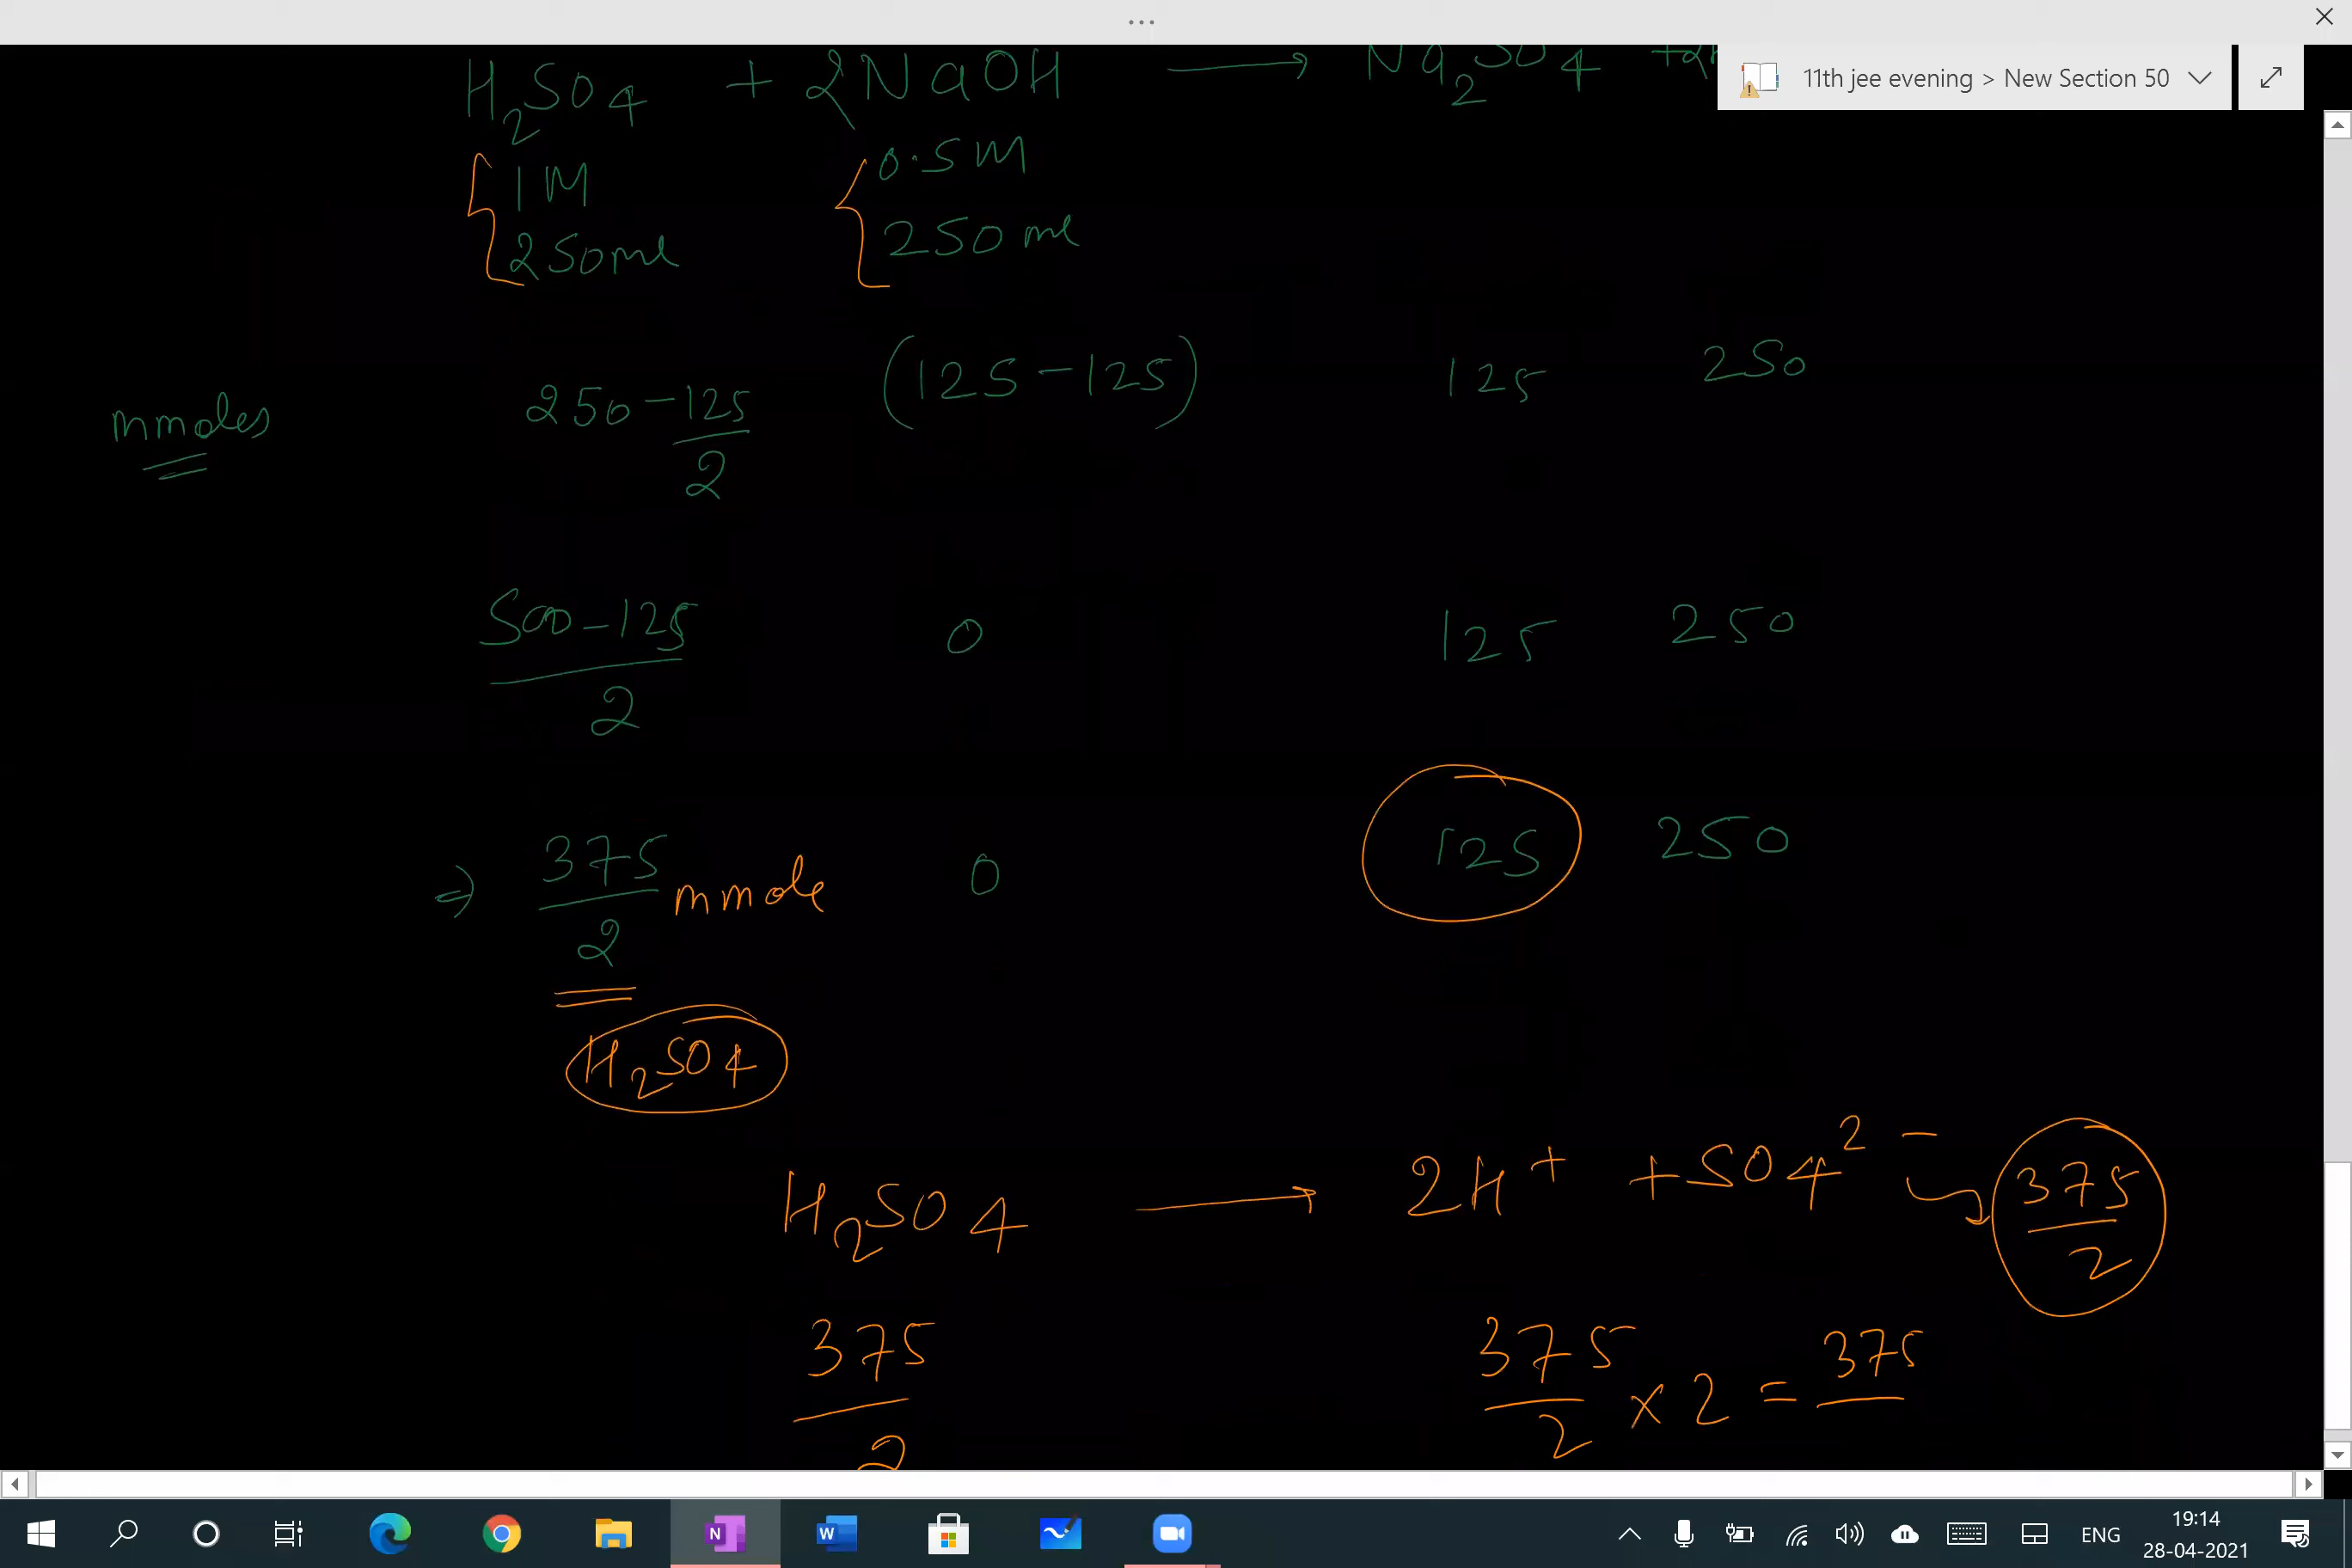 ...
11th jee evening > New Section 50
H2SO4 + 2NaOH → Na2SO4
1M 0.5M
250ml 250ml
mmoles 250 - 125/2 (125-125) 125 250
500-125/2 0 125 250
⇒ 375/2 mmole 0 125 250
H2SO4
H2SO4 → 2H+ + SO4 2- 375/2
375/2 375/2 × 2 = 375
ENG
19:14
28-04-2021